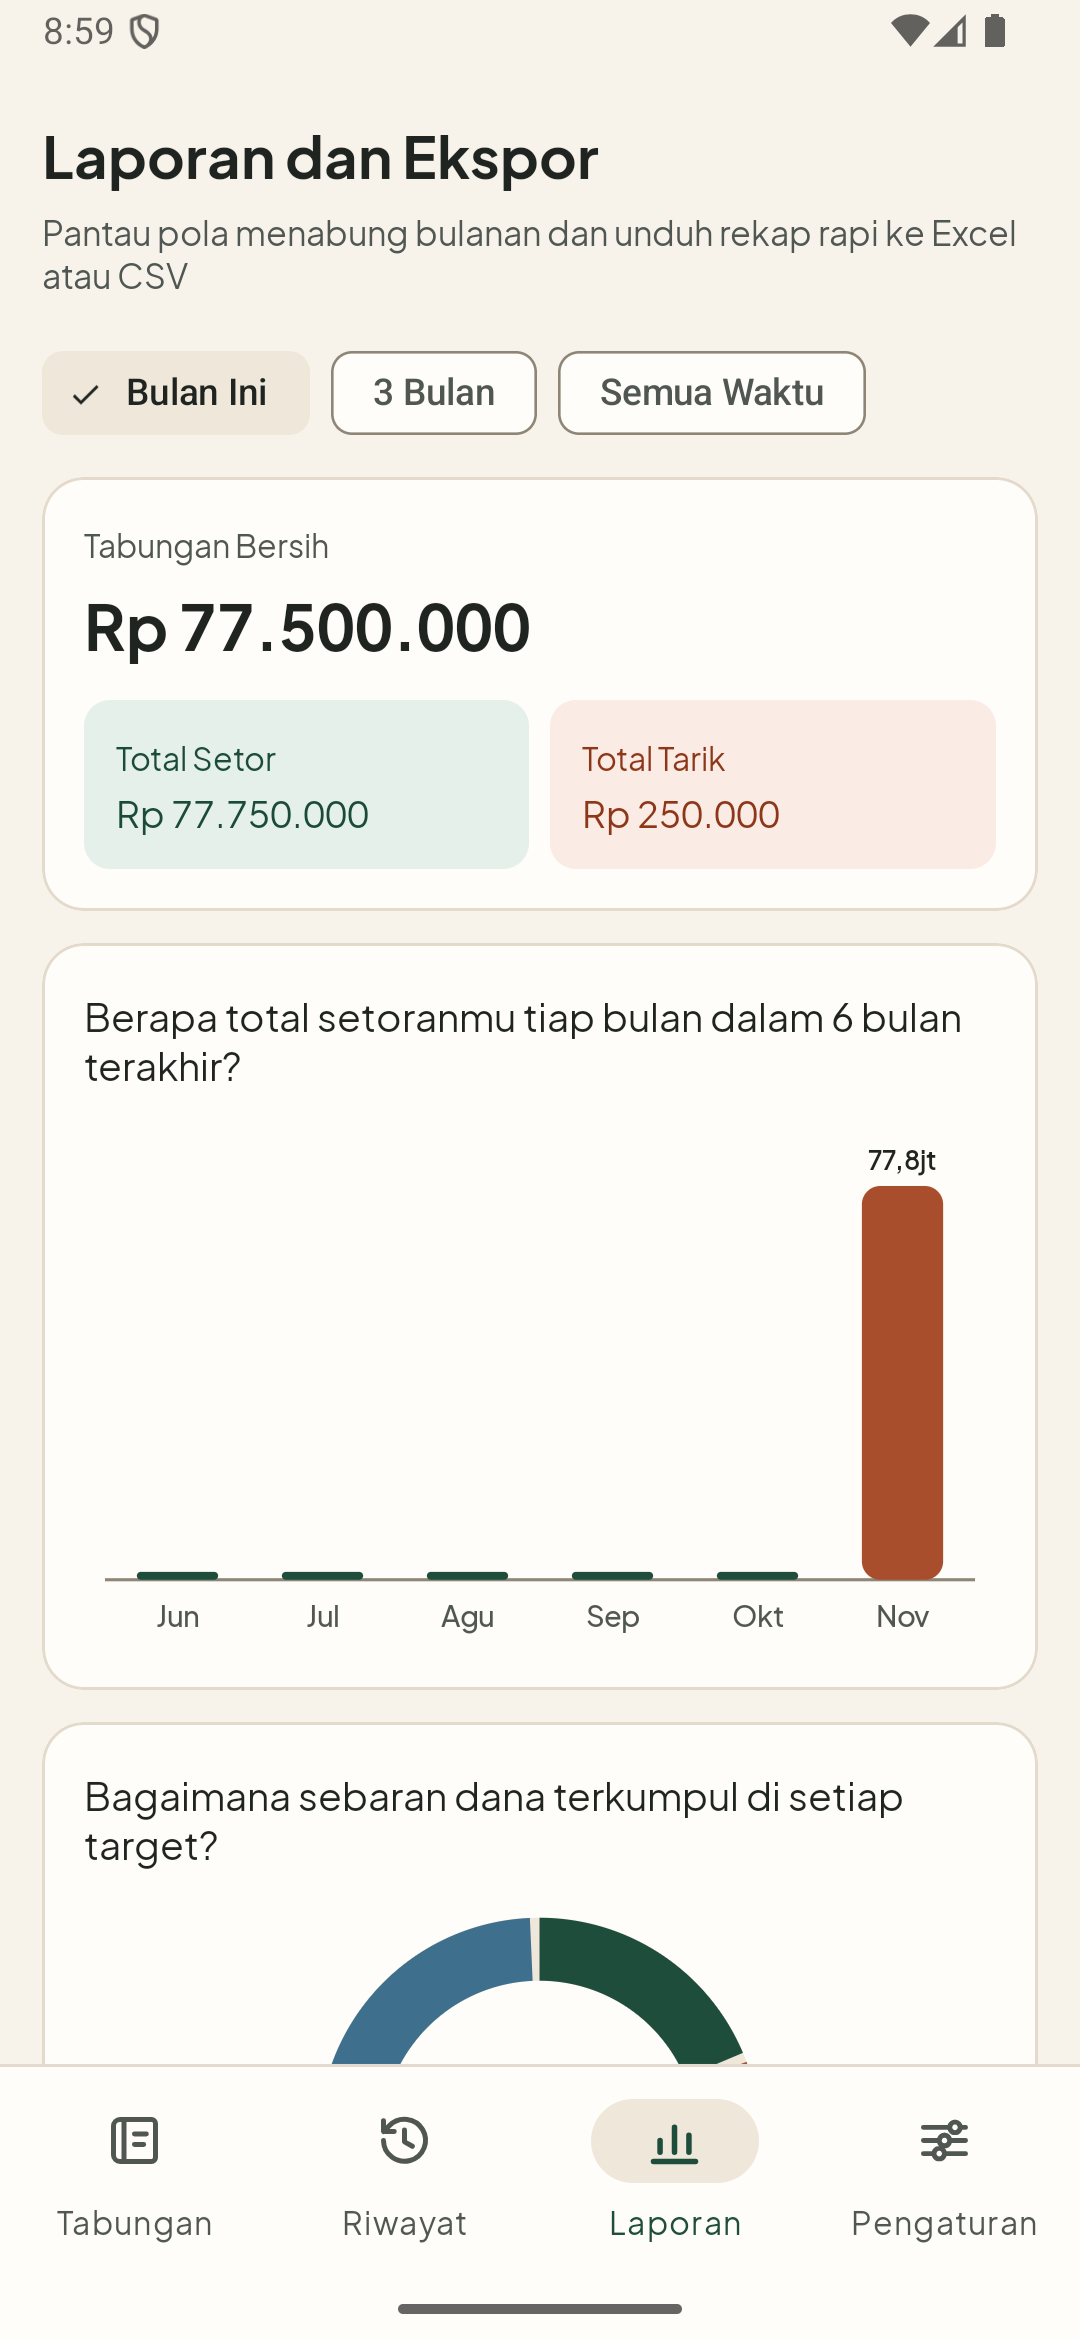 8:59
Laporan dan Ekspor
Pantau pola menabung bulanan dan unduh rekap rapi ke Excel
atau CSV
Bulan Ini
3 Bulan
Semua Waktu
Tabungan Bersih
Rp 77.500.000
Total Setor
Rp 77.750.000
Total Tarik
Rp 250.000
Berapa total setoranmu tiap bulan dalam 6 bulan
terakhir?
77,8jt
Jun
Jul
Agu
Sep
Okt
Nov
Bagaimana sebaran dana terkumpul di setiap
target?
Tabungan
Riwayat
Laporan
Pengaturan